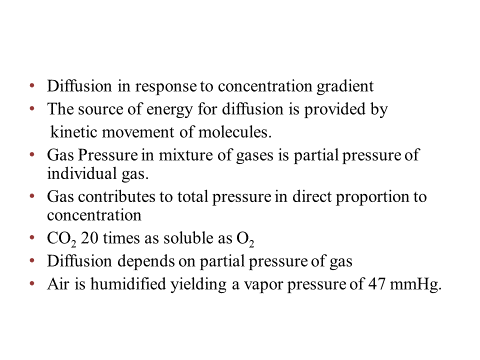 • Diffusion in response to concentration gradient
• The source of energy for diffusion is provided by
kinetic movement of molecules.
• Gas Pressure in mixture of gases is partial pressure of
individual gas.
• Gas contributes to total pressure in direct proportion to
concentration
• CO₂ 20 times as soluble as O₂
• Diffusion depends on partial pressure of gas
• Air is humidified yielding a vapor pressure of 47 mmHg.